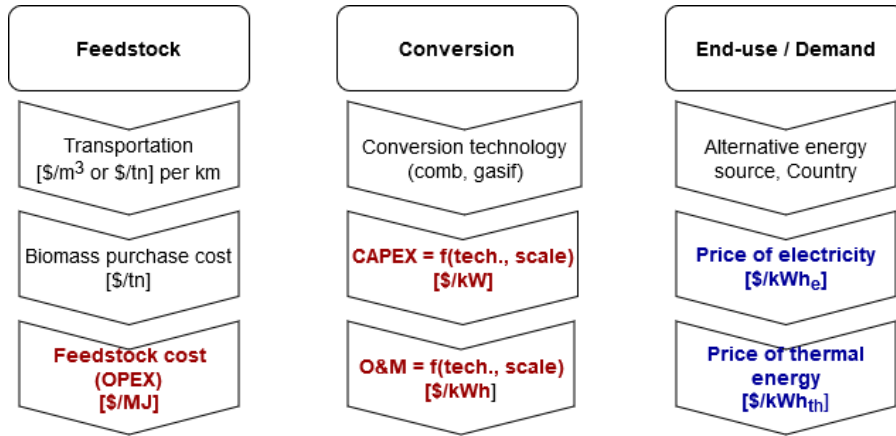 Feedstock
Transportation
[$/m³ or $/tn] per km
Biomass purchase cost
[$/tn]
Feedstock cost
(OPEX)
[$/MJ]
Conversion
Conversion technology
(comb, gasif)
CAPEX = f(tech., scale)
[$/kW]
O&M = f(tech., scale)
[$/kWh]
End-use / Demand
Alternative energy
source, Country
Price of electricity
[$/kWhₑ]
Price of thermal
energy
[$/kWhₜₕ]